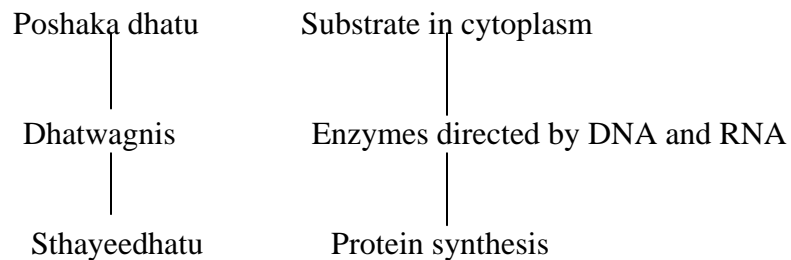 Poshaka dhatu Substrate in cytoplasm
Dhatwagnis Enzymes directed by DNA and RNA
Sthayeedhatu Protein synthesis